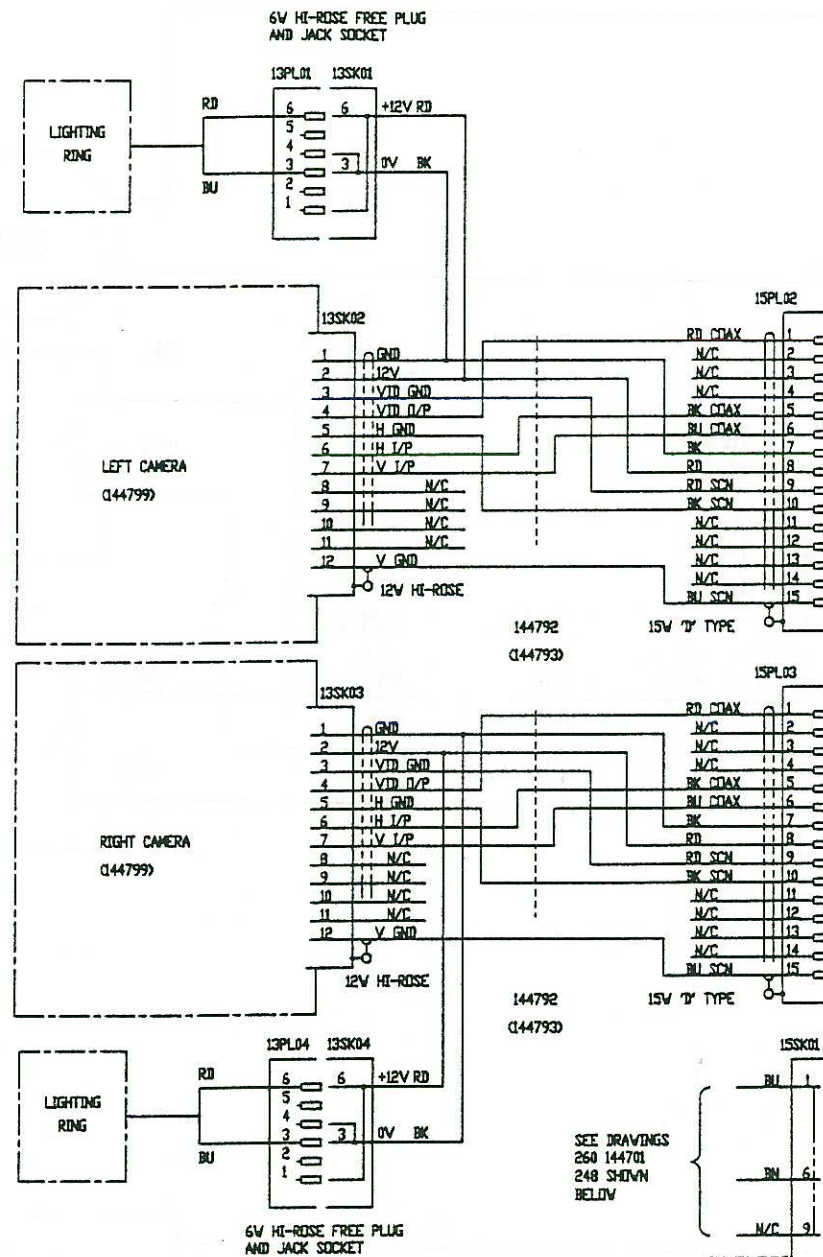 6W HI-ROSE FREE PLUG
AND JACK SOCKET
13PL01 13SK01
RD 6 6 +12V RD
5
LIGHTING
RING
4
3 3 0V BK
BU 2
1
15PL02
13SK02
LEFT CAMERA
(144799)
1 GND
2 12V
3 VID GND
4 VID O/P
5 H GND
6 H I/P
7 V I/P
8 N/C
9 N/C
10 N/C
11 N/C
12 V GND
12W HI-ROSE
RD COAX 1
N/C 2
N/C 3
N/C 4
BK COAX 5
BU COAX 6
BK 7
RD 8
RD SCN 9
BK SCN 10
N/C 11
N/C 12
N/C 13
N/C 14
BU SCN 15
144792
(144793)
15W 'D' TYPE
15PL03
13SK03
RIGHT CAMERA
(144799)
1 GND
2 12V
3 VID GND
4 VID O/P
5 H GND
6 H I/P
7 V I/P
8 N/C
9 N/C
10 N/C
11 N/C
12 V GND
12W HI-ROSE
RD COAX 1
N/C 2
N/C 3
N/C 4
BK COAX 5
BU COAX 6
BK 7
RD 8
RD SCN 9
BK SCN 10
N/C 11
N/C 12
N/C 13
N/C 14
BU SCN 15
144792
(144793)
15W 'D' TYPE
13PL04 13SK04
RD 6 6 +12V RD
5
LIGHTING
RING
4
3 3 0V BK
BU 2
1
6W HI-ROSE FREE PLUG
AND JACK SOCKET
15SK01
BU 1
SEE DRAWINGS
260 144701
248 SHOWN
BELOW
BN 6
N/C 9